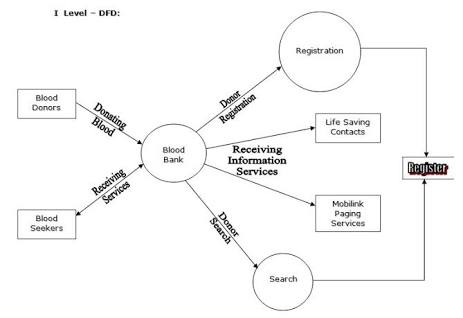 I Level – DFD:
Registration
Blood
Donors
Donating
Blood
Donor
Registration
Life Saving
Contacts
Blood
Bank
Receiving
Information
Services
Register
Receiving
Services
Blood
Seekers
Mobilink
Paging
Services
Donor
Search
Search